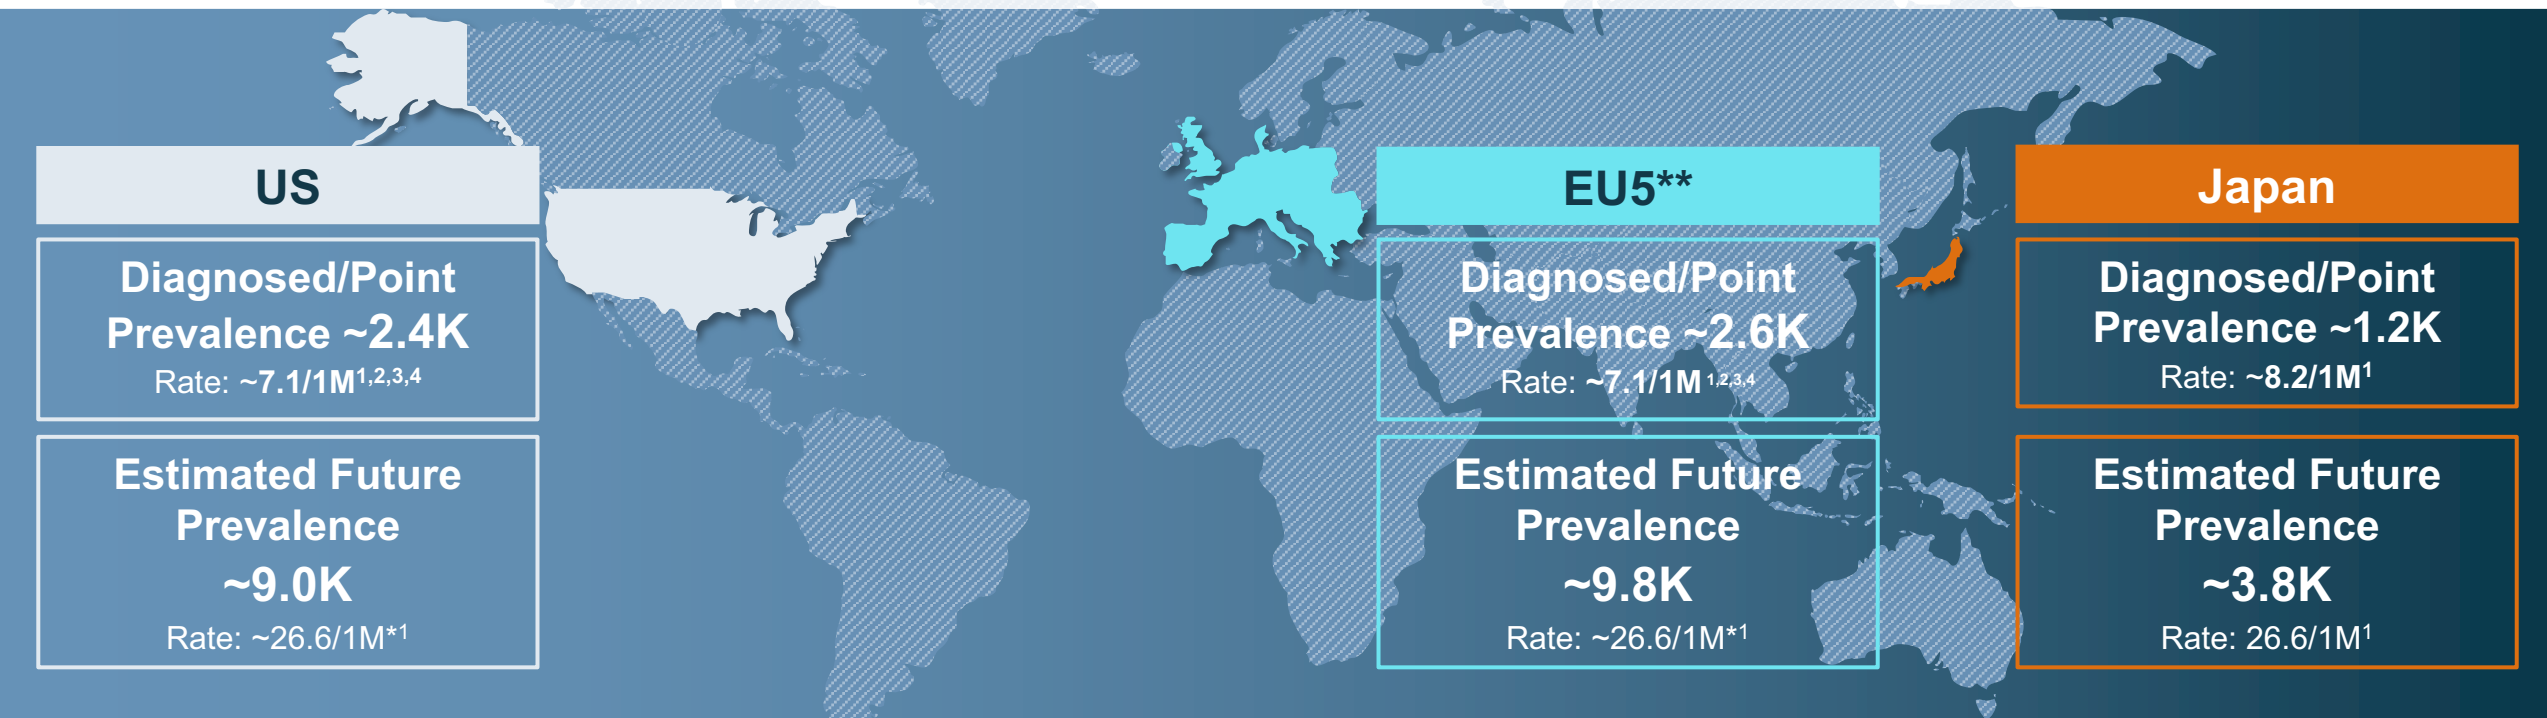 US
Diagnosed/Point
Prevalence ~2.4K
Rate: ~7.1/1M1,2,3,4
Estimated Future
Prevalence
~9.0K
Rate: ~26.6/1M*1
EU5**
Diagnosed/Point
Prevalence ~2.6K
Rate: ~7.1/1M 1,2,3,4
Estimated Future
Prevalence
~9.8K
Rate: ~26.6/1M*1
Japan
Diagnosed/Point
Prevalence ~1.2K
Rate: ~8.2/1M1
Estimated Future
Prevalence
~3.8K
Rate: 26.6/1M1